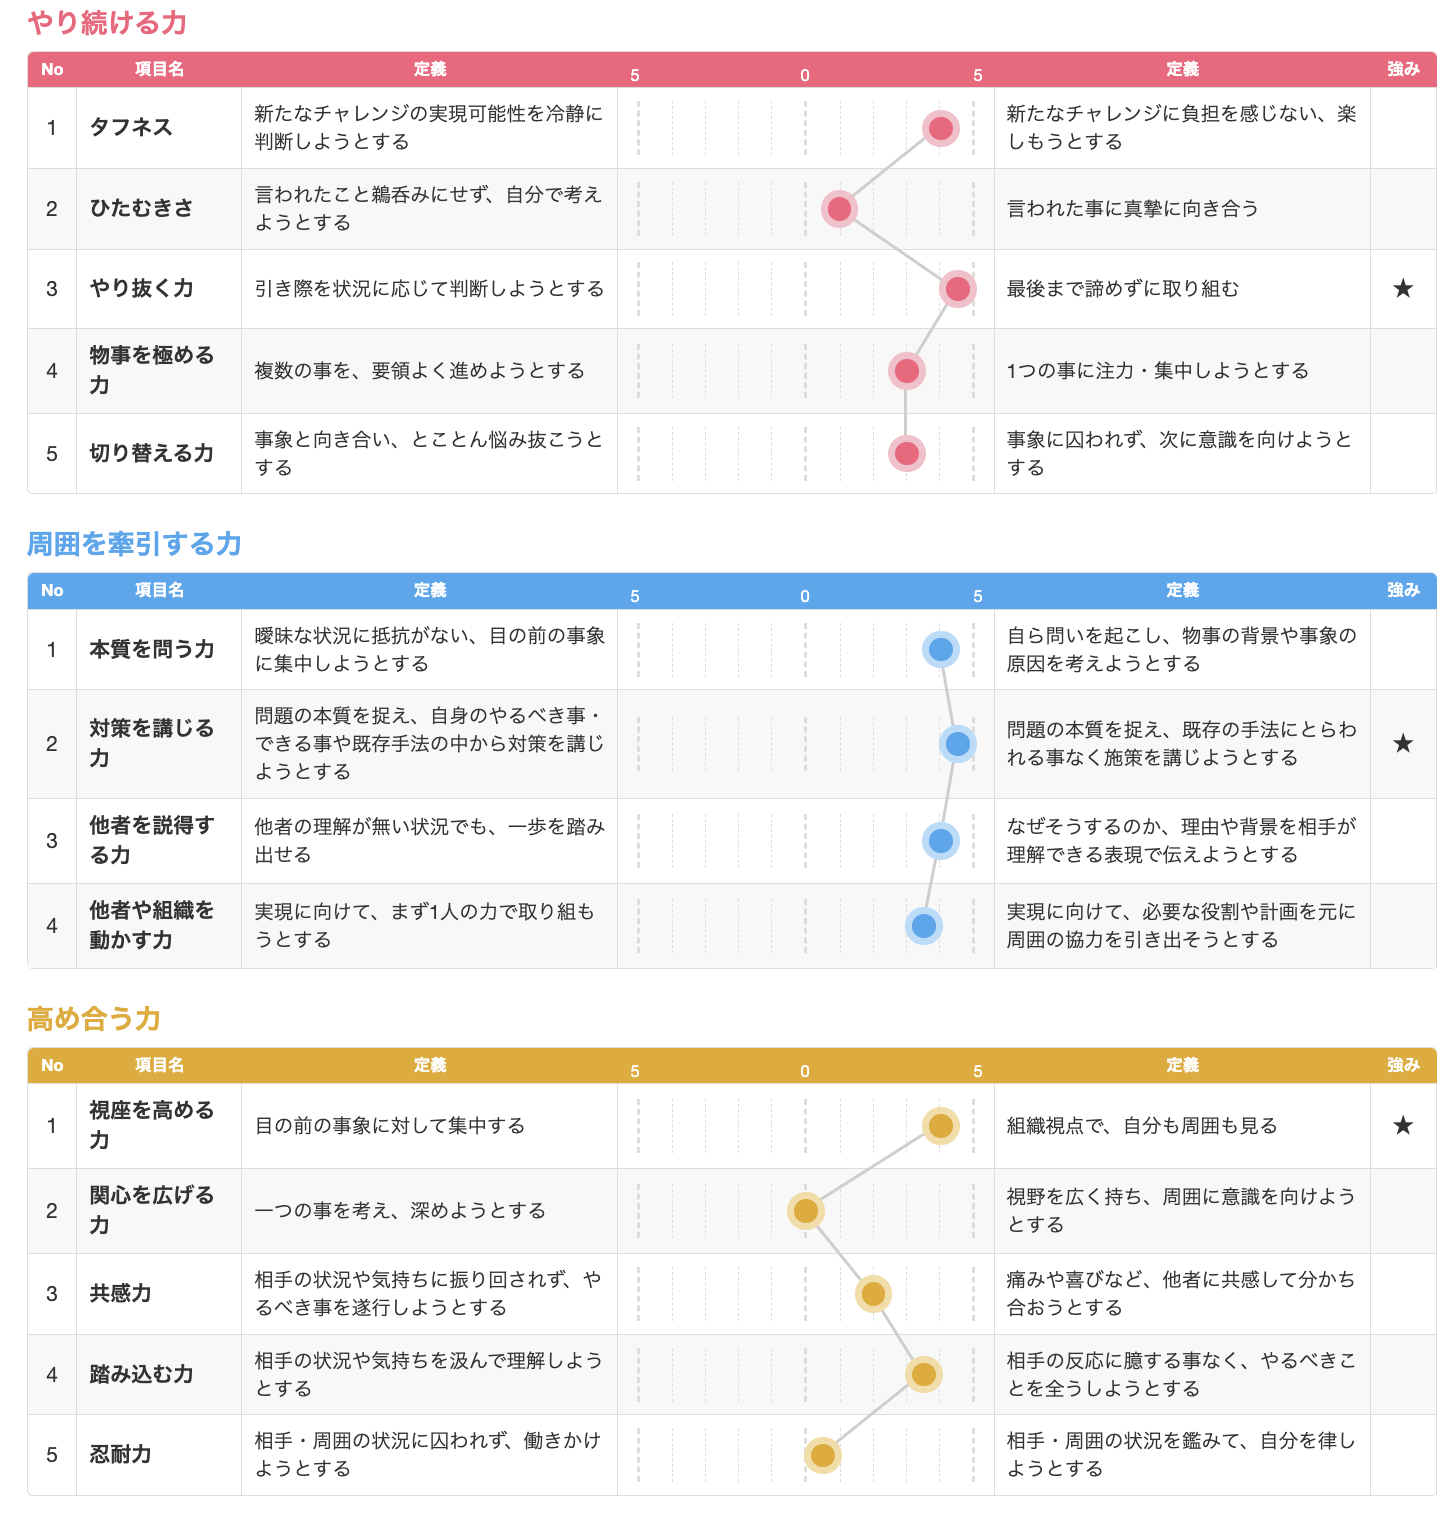 やり続ける力
No 項目名 定義 5 0 5 定義 強み
1 タフネス 新たなチャレンジの実現可能性を冷静に 新たなチャレンジに負担を感じない、楽
判断しようとする しもうとする
2 ひたむきさ 言われたこと鵜呑みにせず、自分で考え 言われた事に真摯に向き合う
ようとする
3 やり抜く力 引き際を状況に応じて判断しようとする 最後まで諦めずに取り組む ★
4 物事を極める 複数の事を、要領よく進めようとする 1つの事に注力・集中しようとする
力
5 切り替える力 事象と向き合い、とことん悩み抜こうと 事象に囚われず、次に意識を向けようと
する する
周囲を牽引する力
No 項目名 定義 5 0 5 定義 強み
1 本質を問う力 曖昧な状況に抵抗がない、目の前の事象 自ら問いを起こし、物事の背景や事象の
に集中しようとする 原因を考えようとする
2 対策を講じる 問題の本質を捉え、自身のやるべき事・ 問題の本質を捉え、既存の手法にとらわ ★
力 できる事や既存手法の中から対策を講じ れる事なく施策を講じようとする
ようとする
3 他者を説得す 他者の理解が無い状況でも、一歩を踏み なぜそうするのか、理由や背景を相手が
る力 出せる 理解できる表現で伝えようとする
4 他者や組織を 実現に向けて、まず1人の力で取り組も 実現に向けて、必要な役割や計画を元に
動かす力 うとする 周囲の協力を引き出そうとする
高め合う力
No 項目名 定義 5 0 5 定義 強み
1 視座を高める 目の前の事象に対して集中する 組織視点で、自分も周囲も見る ★
力
2 関心を広げる 一つの事を考え、深めようとする 視野を広く持ち、周囲に意識を向けよう
力 とする
3 共感力 相手の状況や気持ちに振り回されず、や 痛みや喜びなど、他者に共感して分かち
るべき事を遂行しようとする 合おうとする
4 踏み込む力 相手の状況や気持ちを汲んで理解しよう 相手の反応に臆する事なく、やるべきこ
とする とを全うしようとする
5 忍耐力 相手・周囲の状況に囚われず、働きかけ 相手・周囲の状況を鑑みて、自分を律し
ようとする ようとする